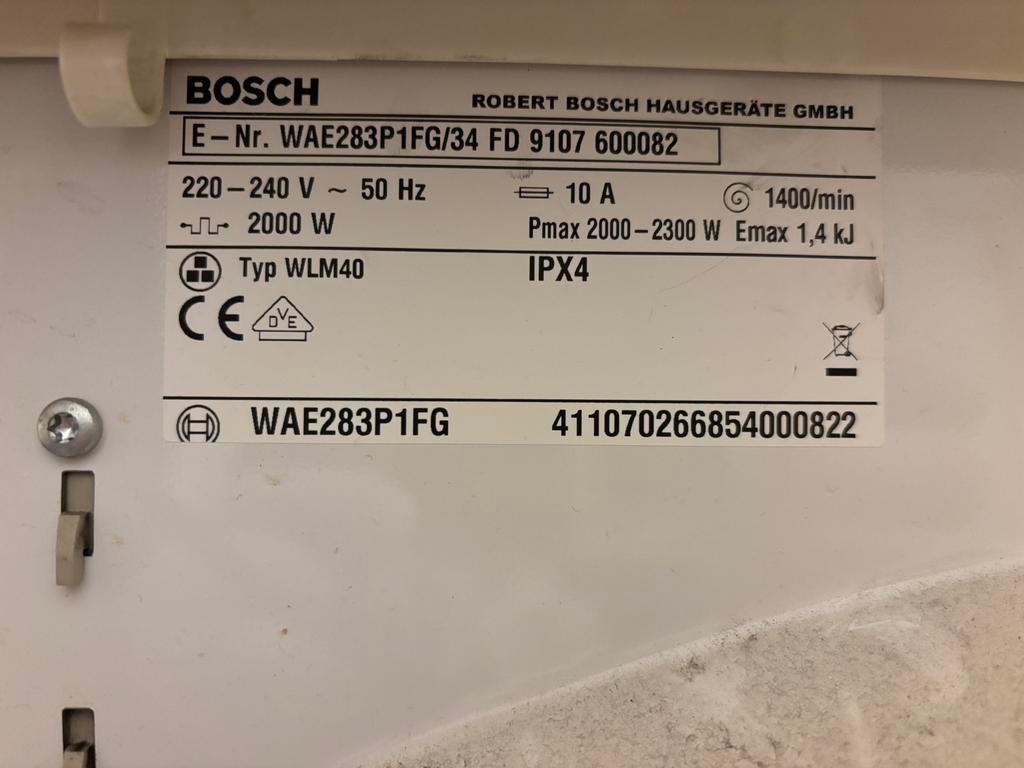 BOSCH
ROBERT BOSCH HAUSGERÄTE GMBH
E-Nr. WAE283P1FG/34 FD 9107 600082
220-240 V ~ 50 Hz 10 A 1400/min
2000 W Pmax 2000-2300 W Emax 1,4 kJ
Typ WLM40 IPX4
CE DVE
WAE283P1FG 411070266854000822